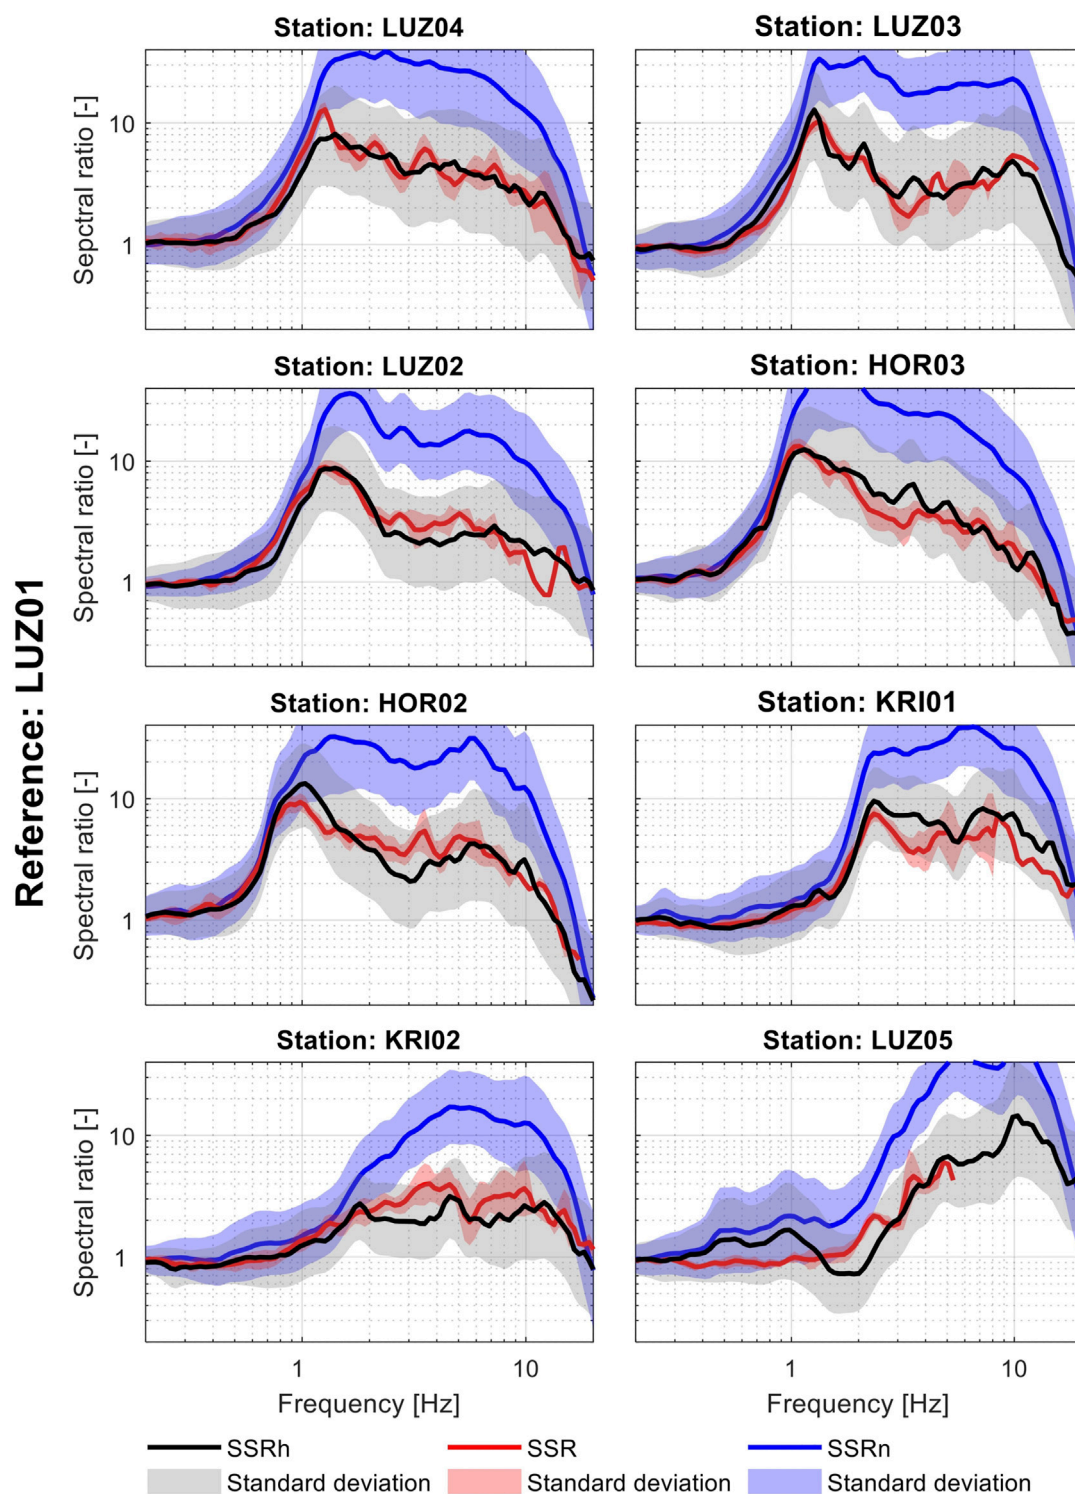 Reference: LUZ01
Station: LUZ04
Station: LUZ03
Sepctral ratio [-]
10
1
Station: LUZ02
Station: HOR03
Spectral ratio [-]
10
1
Station: HOR02
Station: KRI01
Spectral ratio [-]
10
1
Station: KRI02
Station: LUZ05
Spectral ratio [-]
10
1
1 10 1 10
Frequency [Hz] Frequency [Hz]
SSRh SSR SSRn
Standard deviation Standard deviation Standard deviation